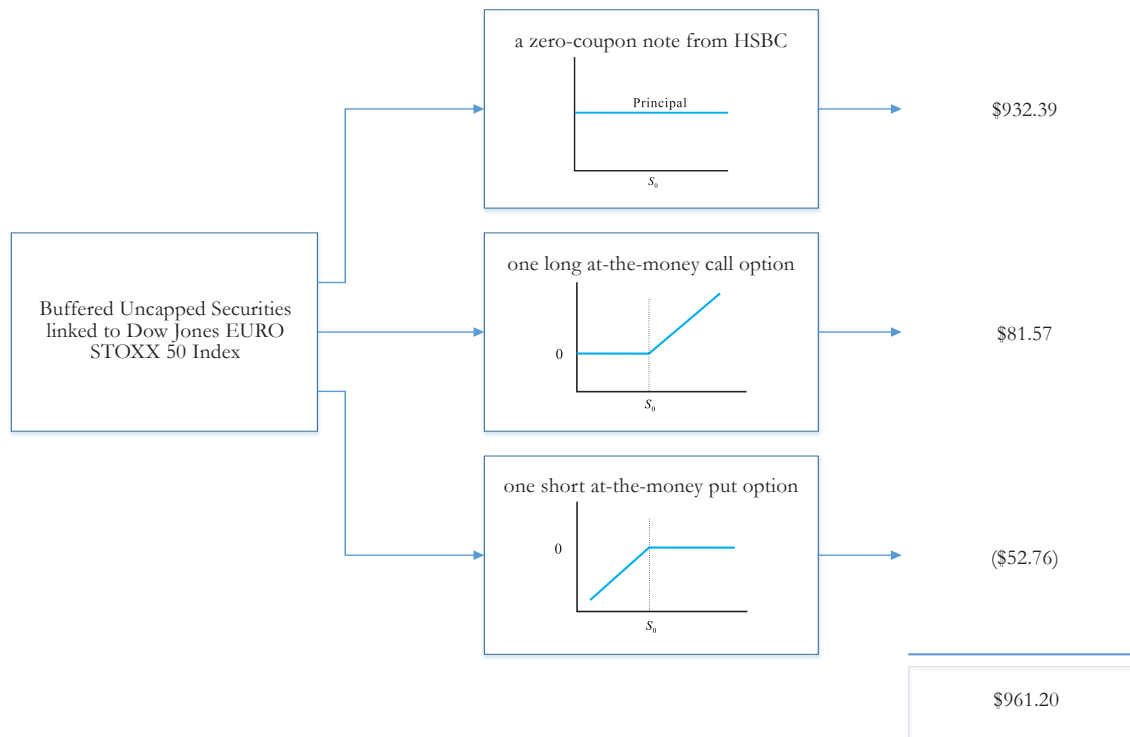 a zero-coupon note from HSBC
Principal
S₀
$932.39
Buffered Uncapped Securities
linked to Dow Jones EURO
STOXX 50 Index
one long at-the-money call option
0
S₀
$81.57
one short at-the-money put option
0
S₀
($52.76)
$961.20